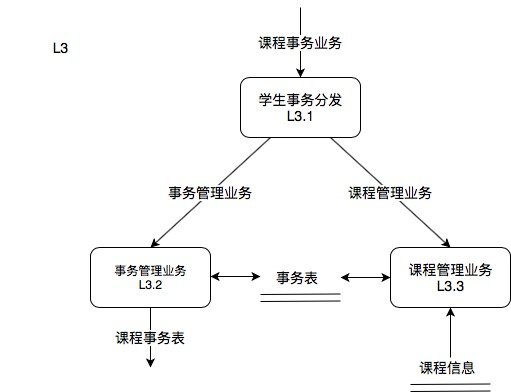 课程事务业务
L3
学生事务分发
L3.1
事务管理业务
课程管理业务
事务管理业务
L3.2
事务表
课程管理业务
L3.3
课程事务表
课程信息